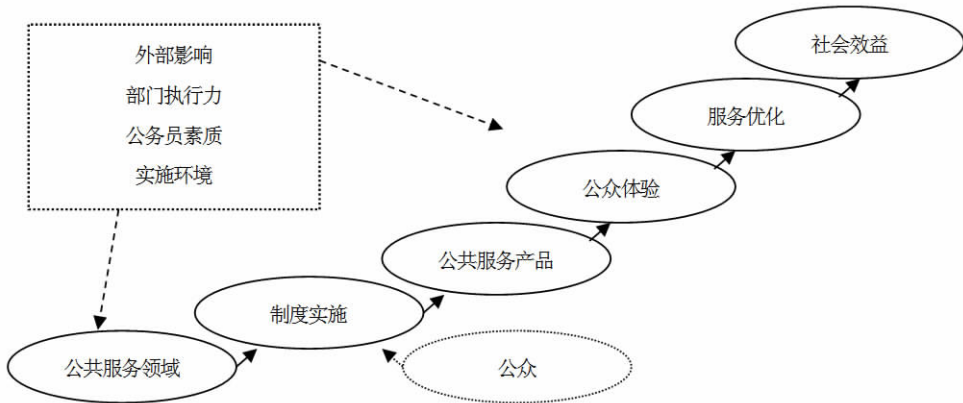 社会效益
外部影响
部门执行力
公务员素质
实施环境
服务优化
公众体验
公共服务产品
制度实施
公共服务领域
公众